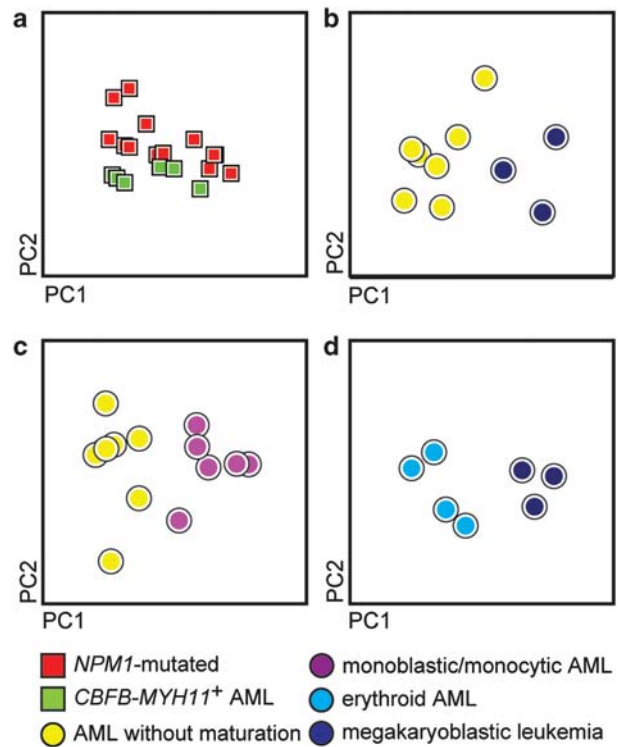 a
PC2
PC1
b
PC2
PC1
c
PC2
PC1
d
PC2
PC1
NPM1-mutated
CBFB-MYH11+ AML
AML without maturation
monoblastic/monocytic AML
erythroid AML
megakaryoblastic leukemia